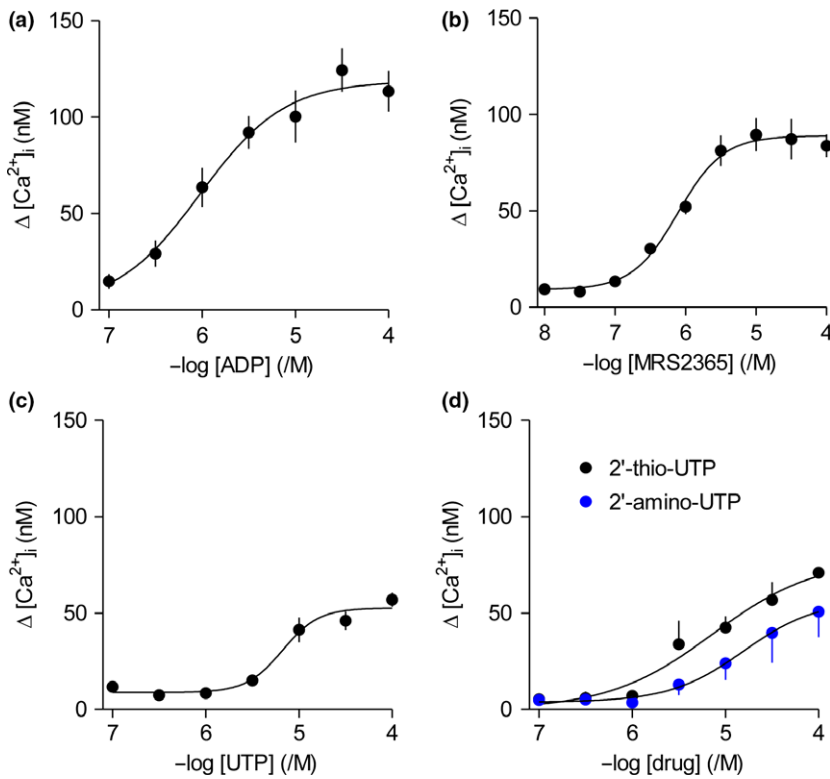 (a)
150
100
50
0
Δ [Ca²⁺]ᵢ (nM)
7 6 5 4
–log [ADP] (/M)
(b)
150
100
50
0
Δ [Ca²⁺]ᵢ (nM)
8 7 6 5 4
–log [MRS2365] (/M)
(c)
150
100
50
0
Δ [Ca²⁺]ᵢ (nM)
7 6 5 4
–log [UTP] (/M)
(d)
150
100
50
0
Δ [Ca²⁺]ᵢ (nM)
2'-thio-UTP
2'-amino-UTP
7 6 5 4
–log [drug] (/M)